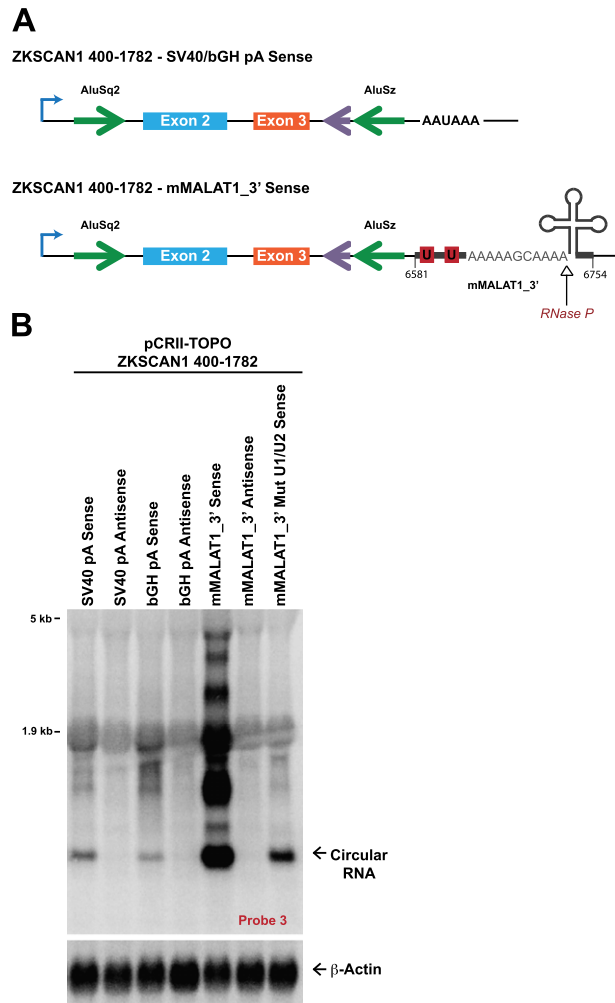 A
ZKSCAN1 400-1782 - SV40/bGH pA Sense
AluSq2
AluSz
Exon 2
Exon 3
AAUAAA
ZKSCAN1 400-1782 - mMALAT1_3’ Sense
AluSq2
AluSz
Exon 2
Exon 3
U
U
AAAAAGCAAAA
6581
mMALAT1_3’
6754
RNase P
B
pCRII-TOPO
ZKSCAN1 400-1782
SV40 pA Sense
SV40 pA Antisense
bGH pA Sense
bGH pA Antisense
mMALAT1_3’ Sense
mMALAT1_3’ Antisense
mMALAT1_3’ Mut U1/U2 Sense
5 kb
1.9 kb
Circular
RNA
Probe 3
β-Actin